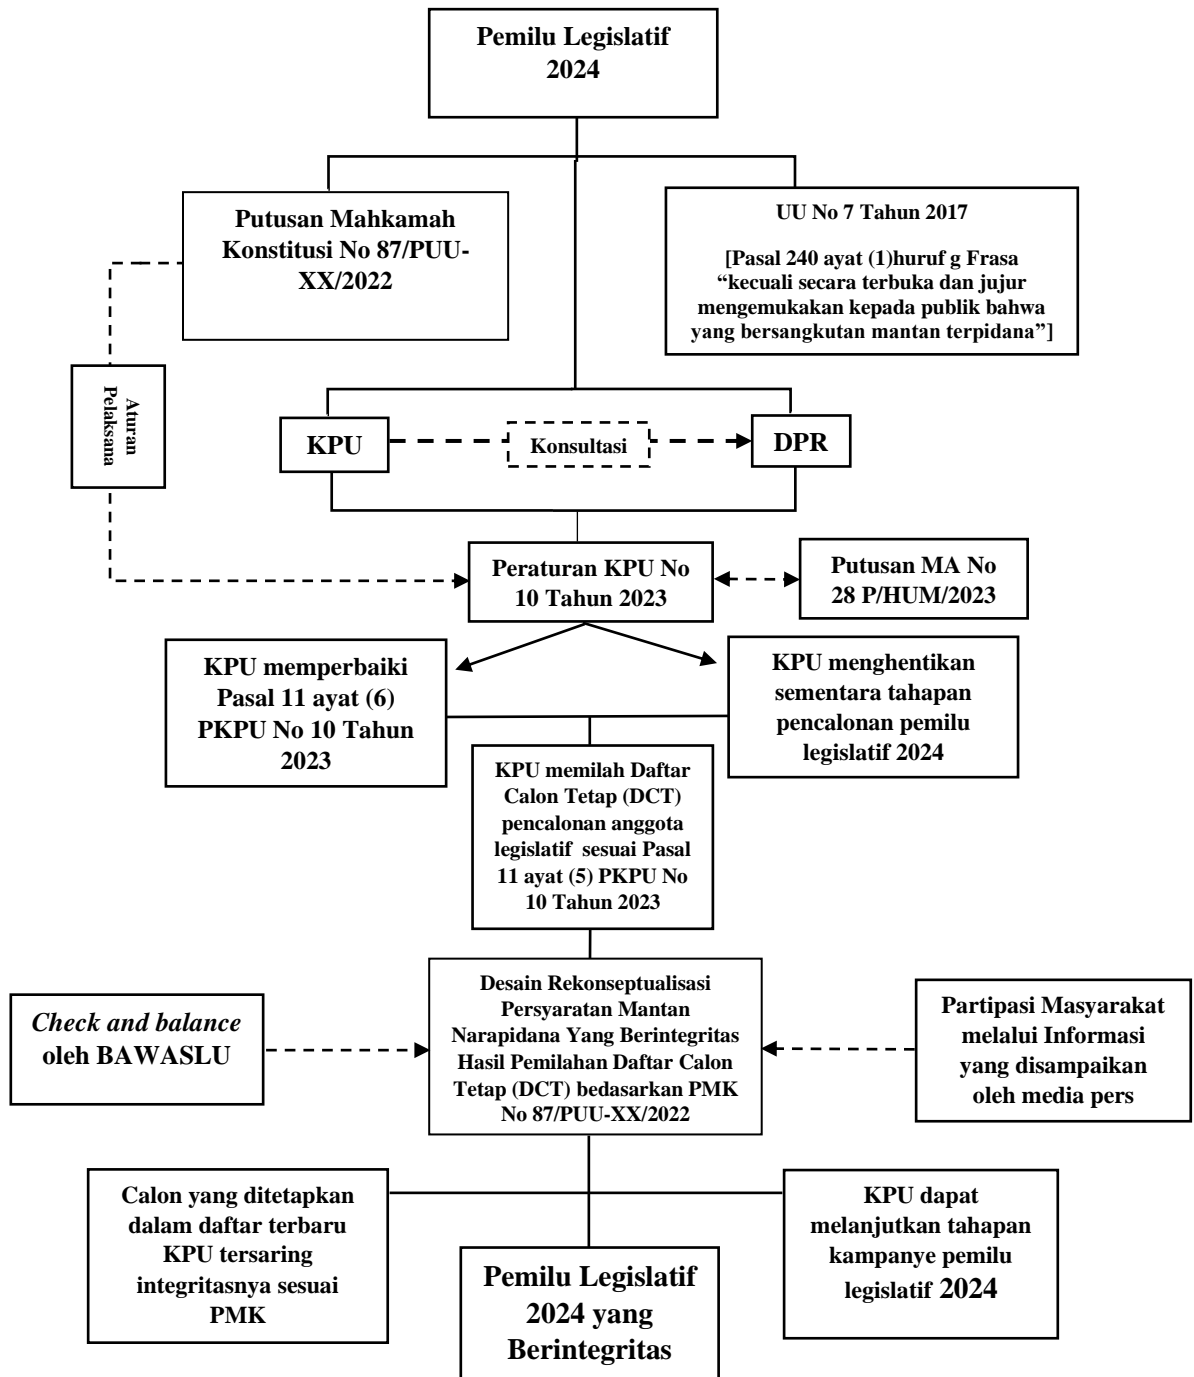 Pemilu Legislatif
2024
Putusan Mahkamah
Konstitusi No 87/PUU-
XX/2022
UU No 7 Tahun 2017
[Pasal 240 ayat (1)huruf g Frasa
“kecuali secara terbuka dan jujur
mengemukakan kepada publik bahwa
yang bersangkutan mantan terpidana”]
Aturan
Pelaksana
KPU
Konsultasi
DPR
Peraturan KPU No
10 Tahun 2023
Putusan MA No
28 P/HUM/2023
KPU memperbaiki
Pasal 11 ayat (6)
PKPU No 10 Tahun
2023
KPU menghentikan
sementara tahapan
pencalonan pemilu
legislatif 2024
KPU memilah Daftar
Calon Tetap (DCT)
pencalonan anggota
legislatif sesuai Pasal
11 ayat (5) PKPU No
10 Tahun 2023
Check and balance
oleh BAWASLU
Desain Rekonseptualisasi
Persyaratan Mantan
Narapidana Yang Berintegritas
Hasil Pemilahan Daftar Calon
Tetap (DCT) bedasarkan PMK
No 87/PUU-XX/2022
Partipasi Masyarakat
melalui Informasi
yang disampaikan
oleh media pers
Calon yang ditetapkan
dalam daftar terbaru
KPU tersaring
integritasnya sesuai
PMK
Pemilu Legislatif
2024 yang
Berintegritas
KPU dapat
melanjutkan tahapan
kampanye pemilu
legislatif 2024